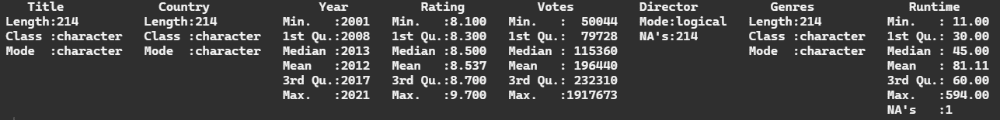 Title             Country               Year          Rating          Votes         Director          Genres             Runtime
Length:214         Length:214         Min.   :2001   Min.   :8.100   Min.   :  50044   Mode:logical   Length:214         Min.   : 11.00
Class :character   Class :character   1st Qu.:2008   1st Qu.:8.300   1st Qu.:  79728   NA's:214       Class :character   1st Qu.: 30.00
Mode  :character   Mode  :character   Median :2013   Median :8.500   Median : 115360                  Mode  :character   Median : 45.00
                                      Mean   :2012   Mean   :8.537   Mean   : 196440                                     Mean   : 81.11
                                      3rd Qu.:2017   3rd Qu.:8.700   3rd Qu.: 232310                                     3rd Qu.: 60.00
                                      Max.   :2021   Max.   :9.700   Max.   :1917673                                     Max.   :594.00
                                                                                                                         NA's   :1